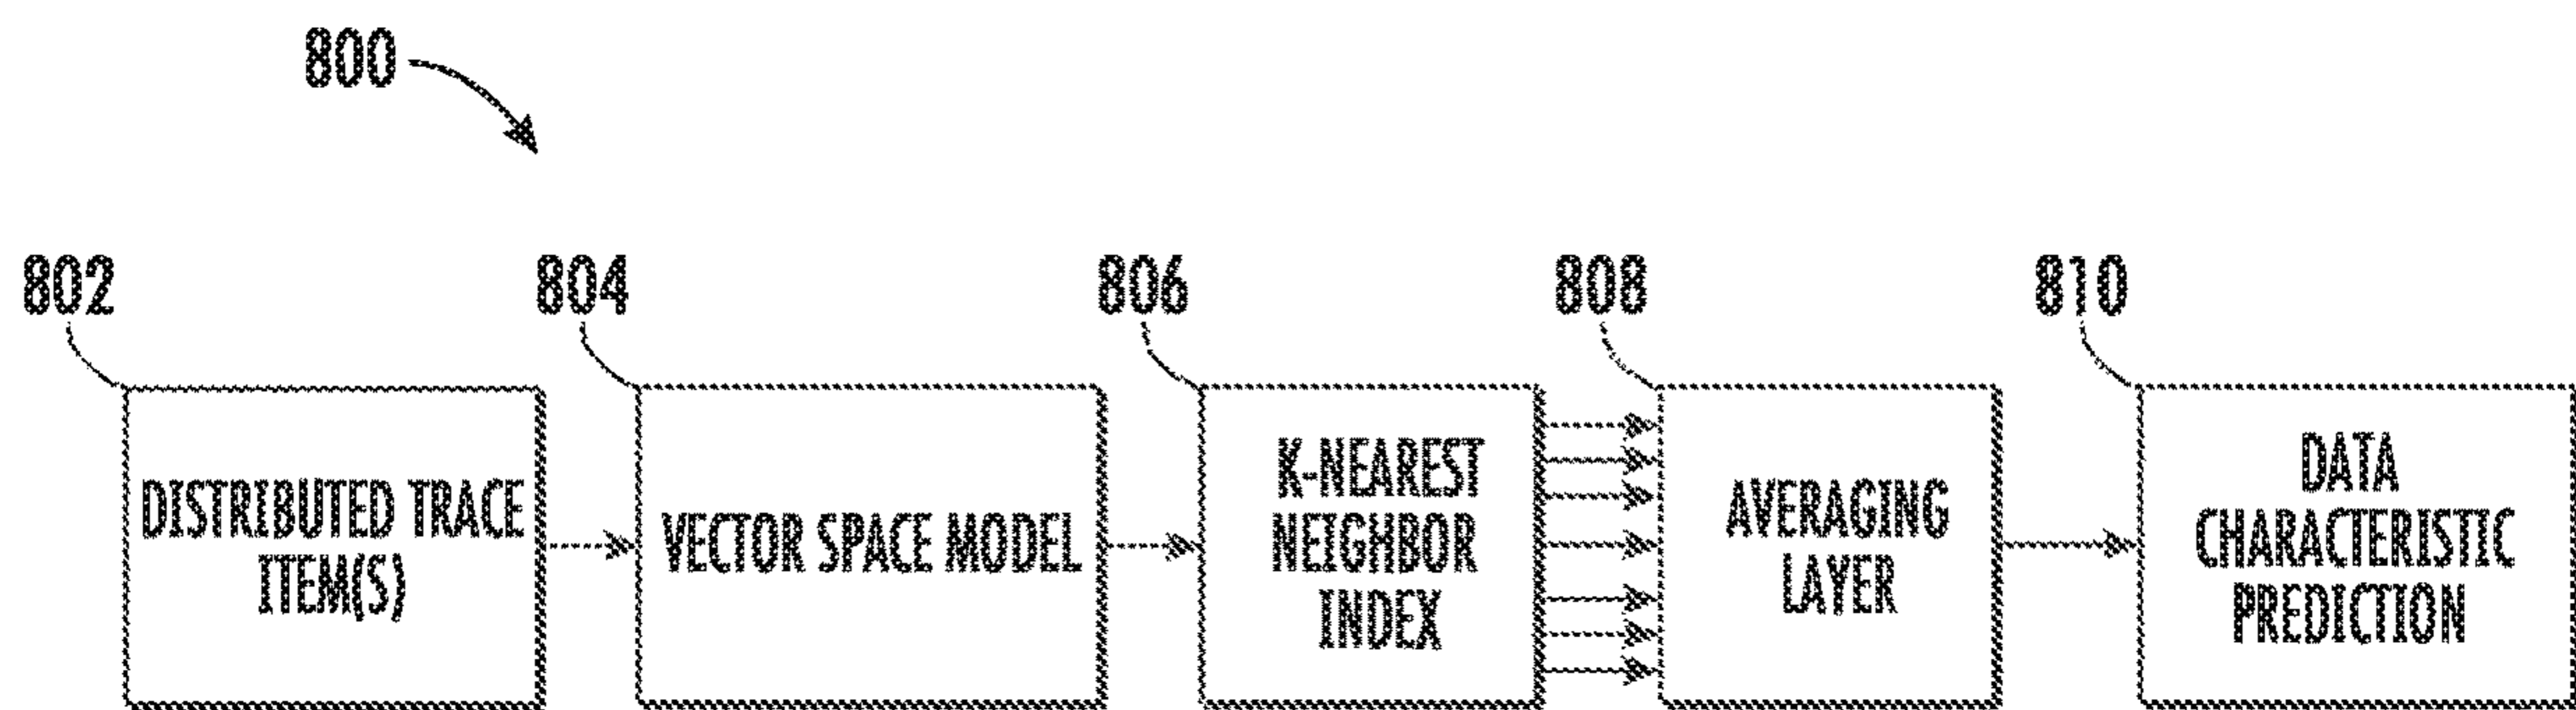 800
802
804
806
808
810
DISTRIBUTED TRACE
ITEM(S)
VECTOR SPACE MODEL
K-NEAREST
NEIGHBOR
INDEX
AVERAGING
LAYER
DATA
CHARACTERISTIC
PREDICTION